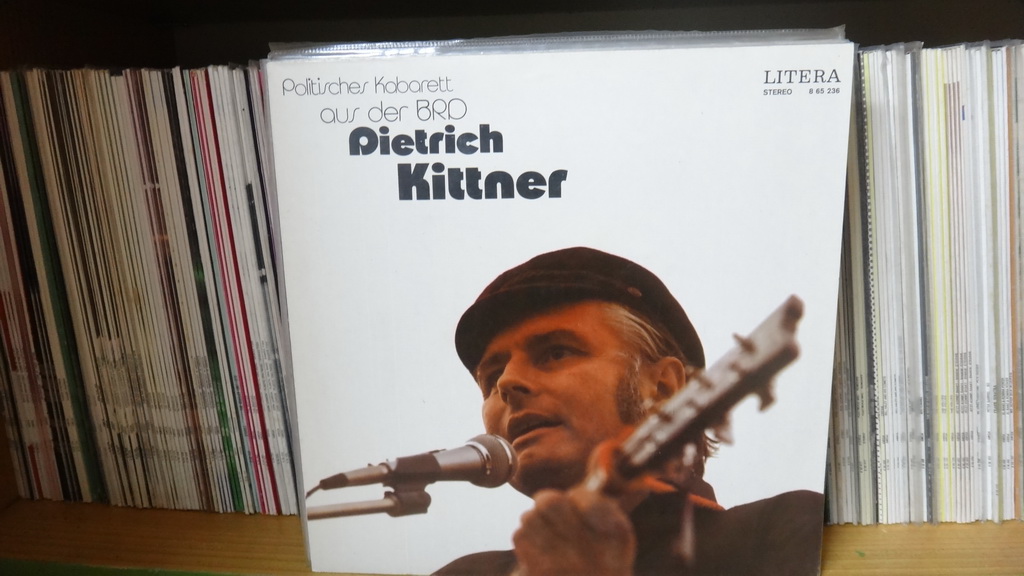 Politisches Kabarett
aus der BRD
Dietrich
Kittner
LITERA
STEREO 8 65 236